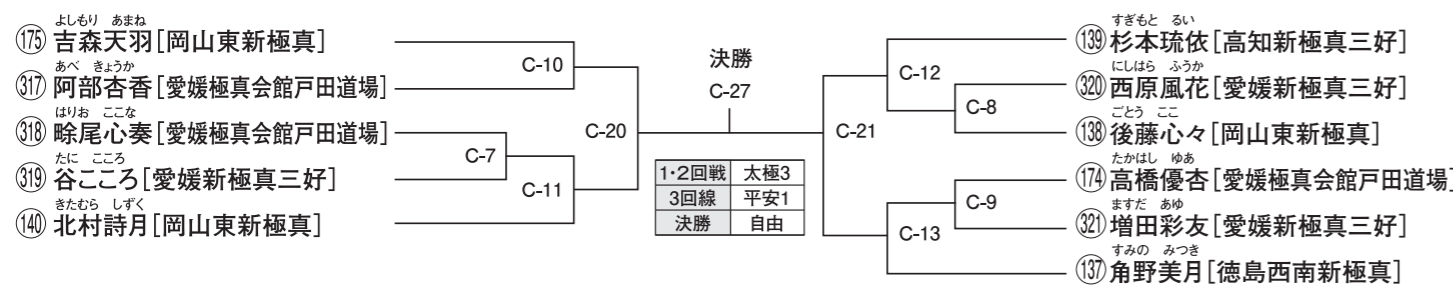 よしもり あまね
175 吉森天羽[岡山東新極真]
あべ きょうか
317 阿部杏香[愛媛極真会館戸田道場]
はりお ここな
318 畭尾心奏[愛媛極真会館戸田道場]
たに こころ
319 谷こころ[愛媛新極真三好]
きたむら しずく
140 北村詩月[岡山東新極真]
C-10
C-7
C-11
C-20
決勝
C-27
1・2回戦 太極3
3回線 平安1
決勝 自由
C-21
C-12
C-8
C-9
C-13
すぎもと るい
139 杉本琉依[高知新極真三好]
にしはら ふうか
320 西原風花[愛媛新極真三好]
ごとう ここ
138 後藤心々[岡山東新極真]
たかはし ゆあ
174 高橋優杏[愛媛極真会館戸田道場]
ますだ あゆ
321 増田彩友[愛媛新極真三好]
すみの みつき
137 角野美月[徳島西南新極真]